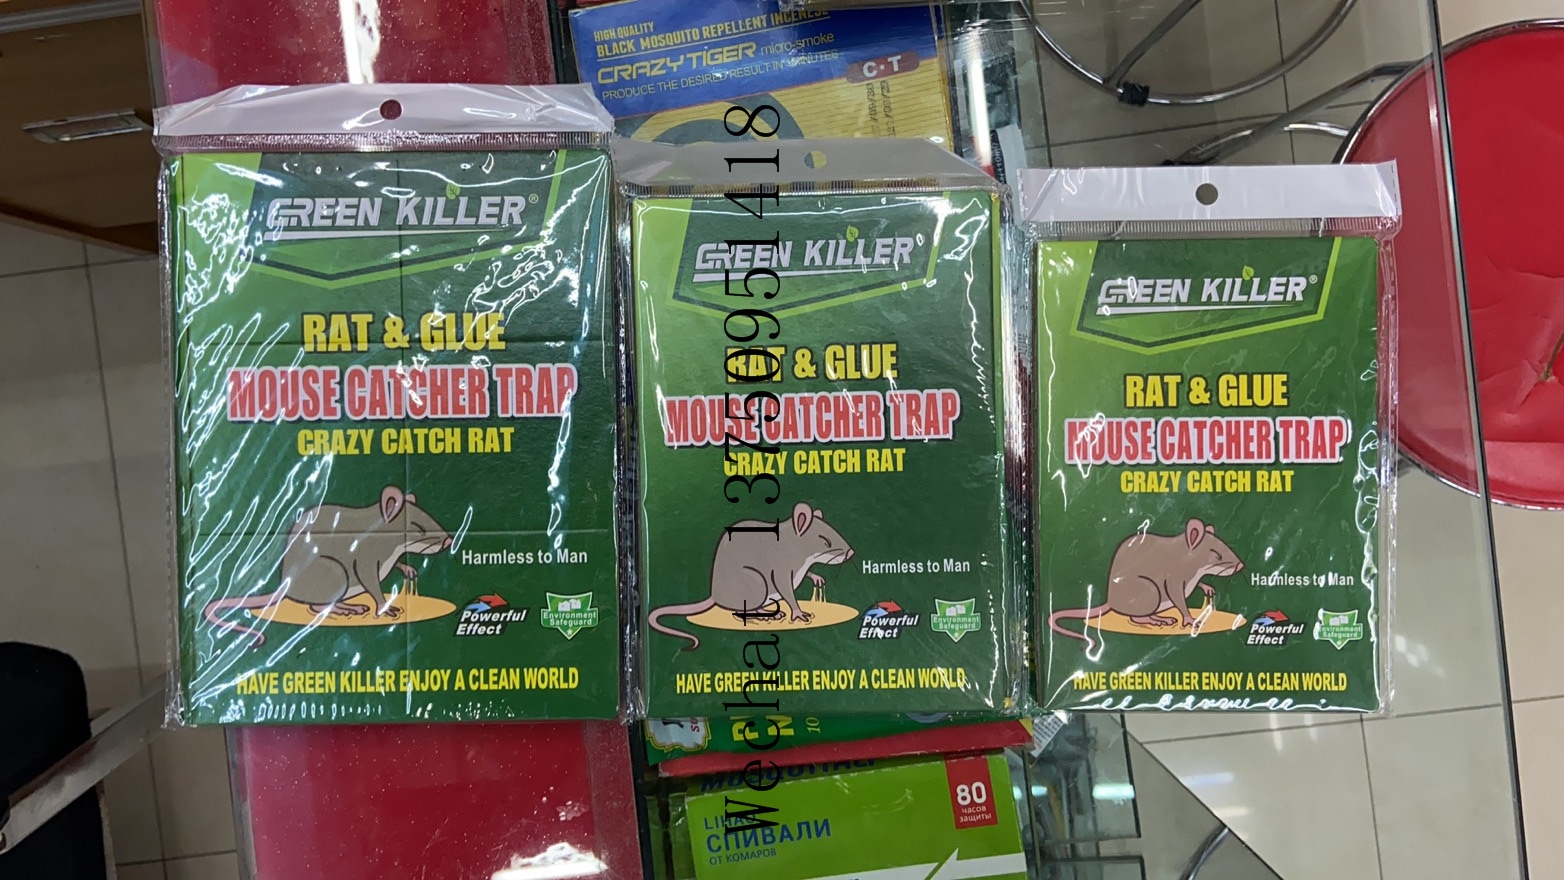 HIGH QUALITY
BLACK MOSQUITO REPELLENT INCENESE
CRAZY TIGER micro-smoke
PRODUCE THE DESIRED RESULT IN MINUTES
C·T
GREEN KILLER®
RAT & GLUE
MOUSE CATCHER TRAP
CRAZY CATCH RAT
Harmless to Man
Powerful
Effect
Environment
Safeguard
HAVE GREEN KILLER ENJOY A CLEAN WORLD
GREEN KILLER®
RAT & GLUE
MOUSE CATCHER TRAP
CRAZY CATCH RAT
Harmless to Man
Powerful
Effect
Environment
Safeguard
HAVE GREEN KILLER ENJOY A CLEAN WORLD
GREEN KILLER®
RAT & GLUE
MOUSE CATCHER TRAP
CRAZY CATCH RAT
Harmless to Man
Powerful
Effect
Environment
Safeguard
HAVE GREEN KILLER ENJOY A CLEAN WORLD
wechat 13750951418
80
часов
защиты
СПИВАЛИ
ОТ КОМАРОВ